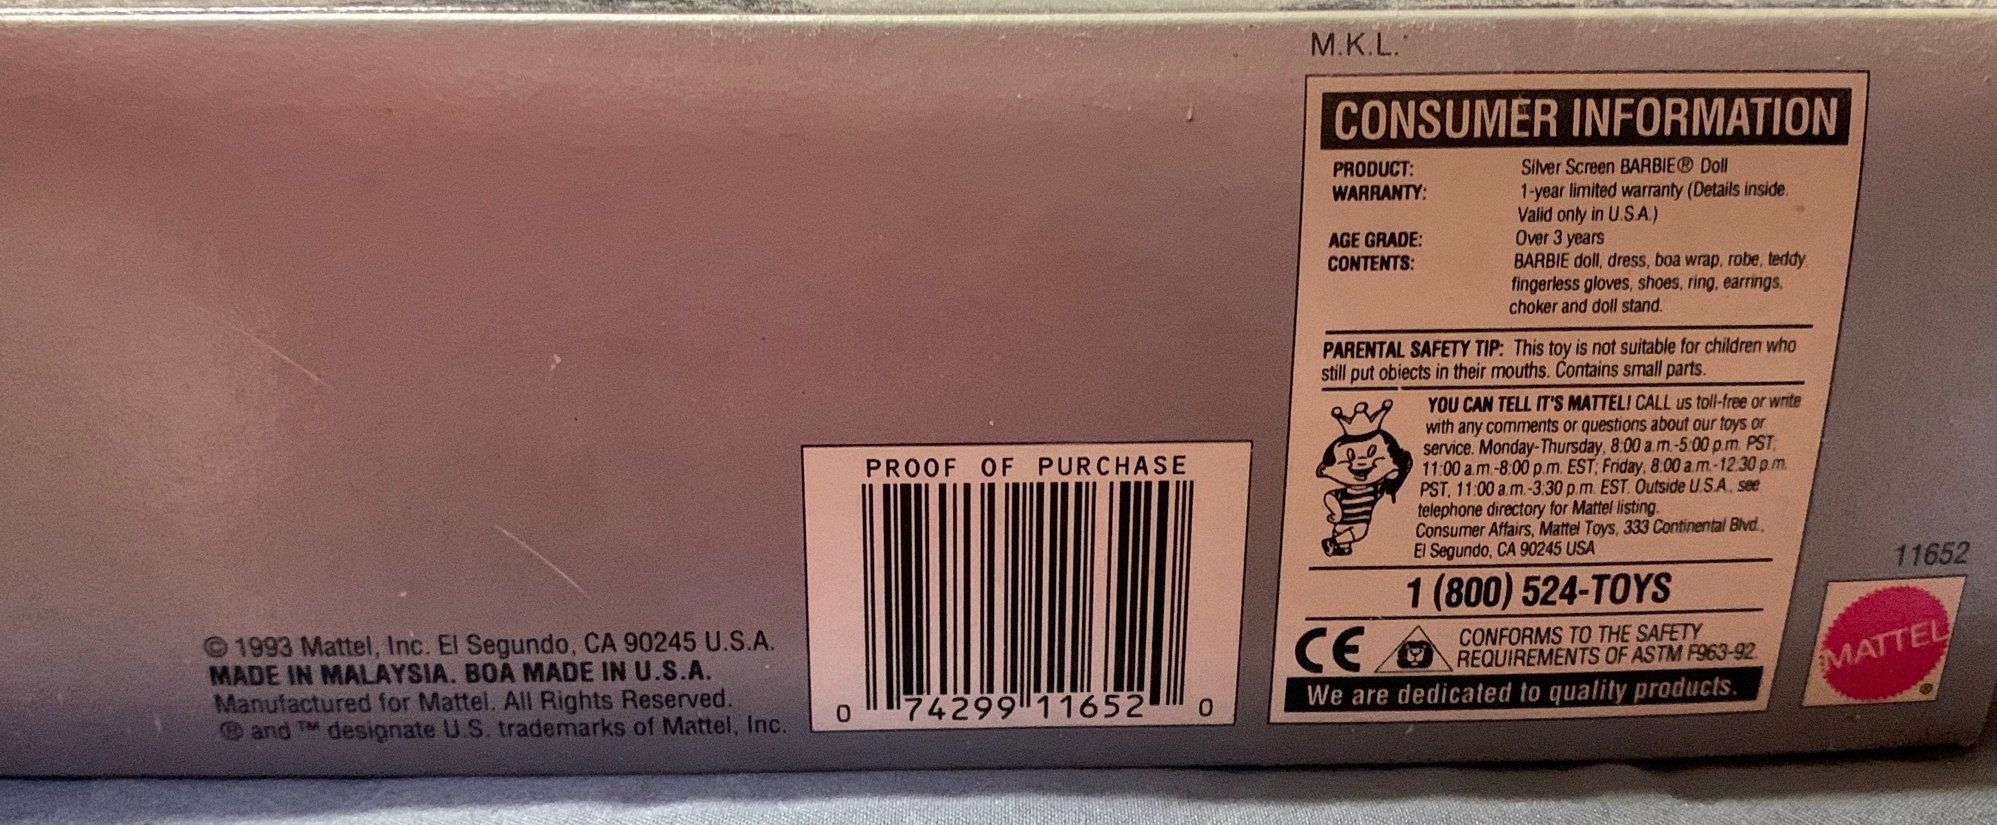 M.K.L.
CONSUMER INFORMATION
PRODUCT: Silver Screen BARBIE® Doll
WARRANTY: 1-year limited warranty (Details inside.
Valid only in U.S.A.)
AGE GRADE: Over 3 years
CONTENTS: BARBIE doll, dress, boa wrap, robe, teddy,
fingerless gloves, shoes, ring, earrings,
choker and doll stand.
PARENTAL SAFETY TIP: This toy is not suitable for children who
still put objects in their mouths. Contains small parts.
YOU CAN TELL IT'S MATTEL! CALL us toll-free or write
with any comments or questions about our toys or
service. Monday-Thursday, 8:00 a.m.-5:00 p.m. PST,
11:00 a.m.-8:00 p.m. EST; Friday, 8:00 a.m.-12:30 p.m.
PST, 11:00 a.m.-3:30 p.m. EST. Outside U.S.A., see
telephone directory for Mattel listing.
Consumer Affairs, Mattel Toys, 333 Continental Blvd.,
El Segundo, CA 90245 USA
1 (800) 524-TOYS
CE CONFORMS TO THE SAFETY
REQUIREMENTS OF ASTM F963-92
We are dedicated to quality products.
11652
MATTEL®
PROOF OF PURCHASE
0 74299 11652 0
© 1993 Mattel, Inc. El Segundo, CA 90245 U.S.A.
MADE IN MALAYSIA. BOA MADE IN U.S.A.
Manufactured for Mattel. All Rights Reserved.
® and ™ designate U.S. trademarks of Mattel, Inc.